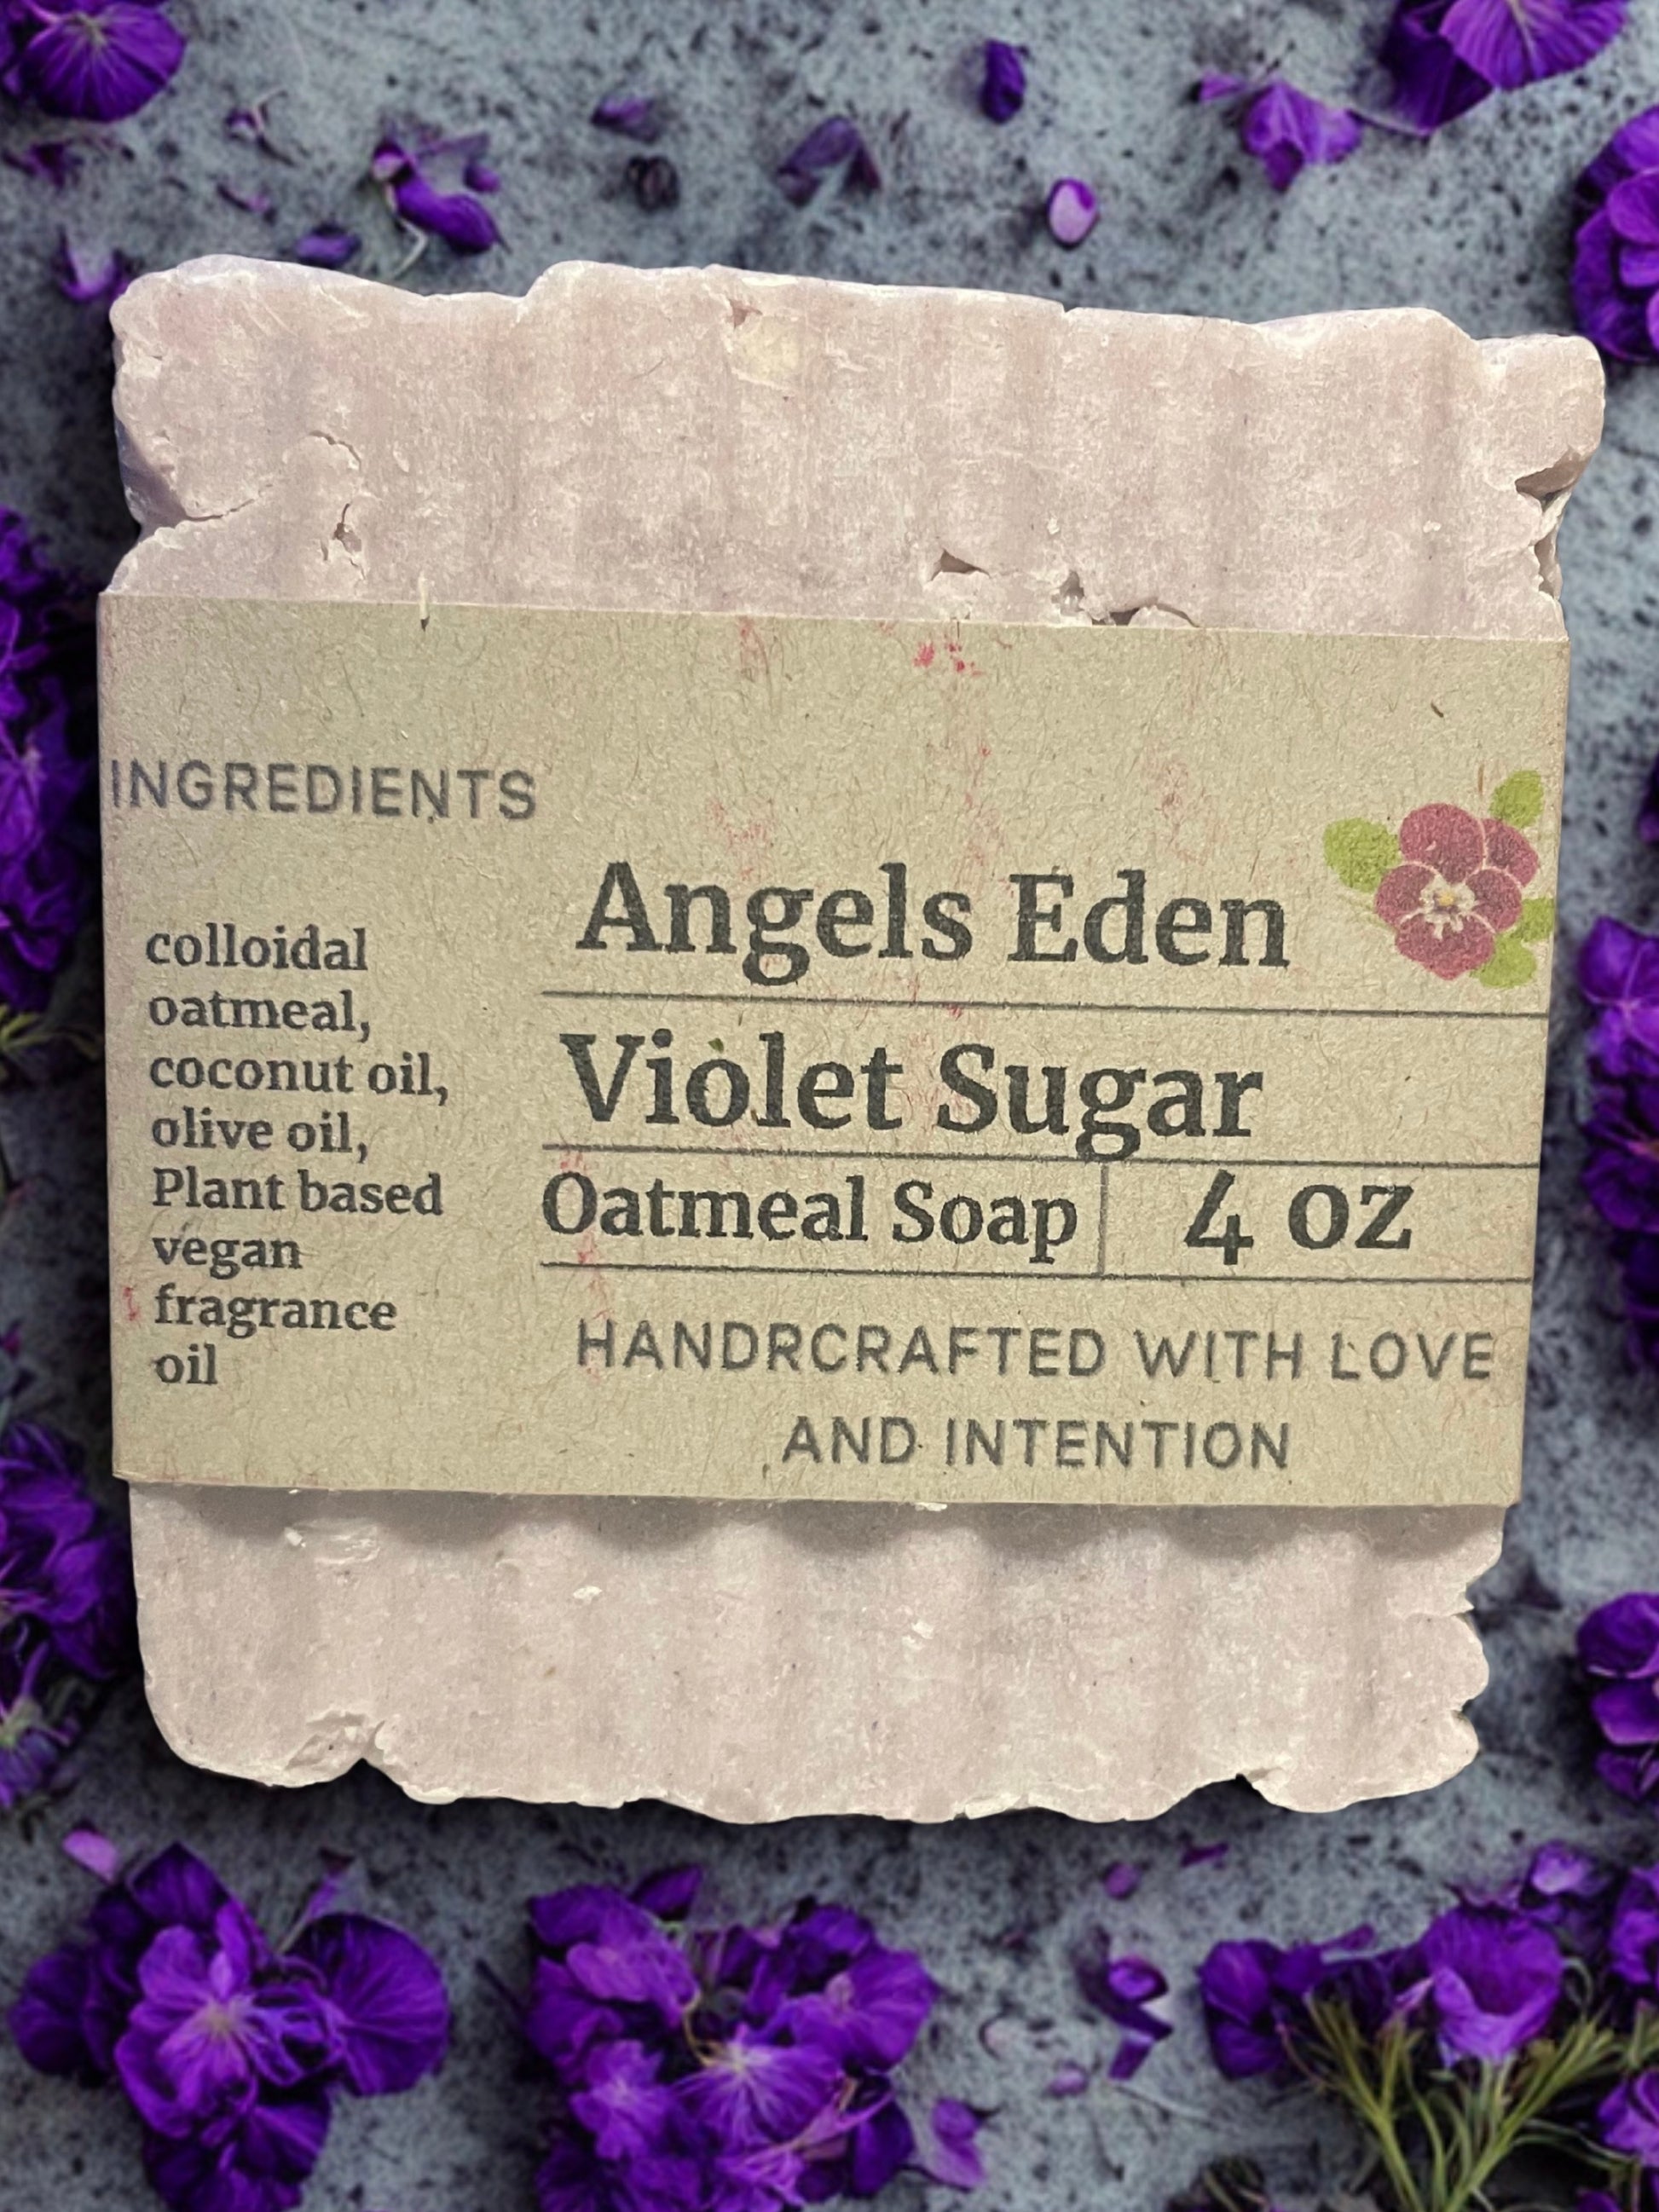 INGREDIENTS
colloidal
oatmeal,
coconut oil,
olive oil,
Plant based
vegan
fragrance
oil
Angels Eden
Violet Sugar
Oatmeal Soap
4 oz
HANDRCRAFTED WITH LOVE
AND INTENTION